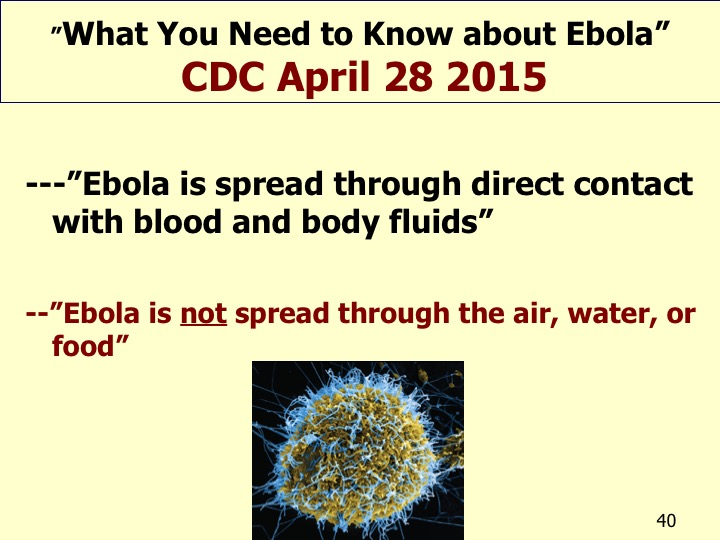 ”What You Need to Know about Ebola”
CDC April 28 2015
---”Ebola is spread through direct contact
with blood and body fluids”
--”Ebola is not spread through the air, water, or
food”
40